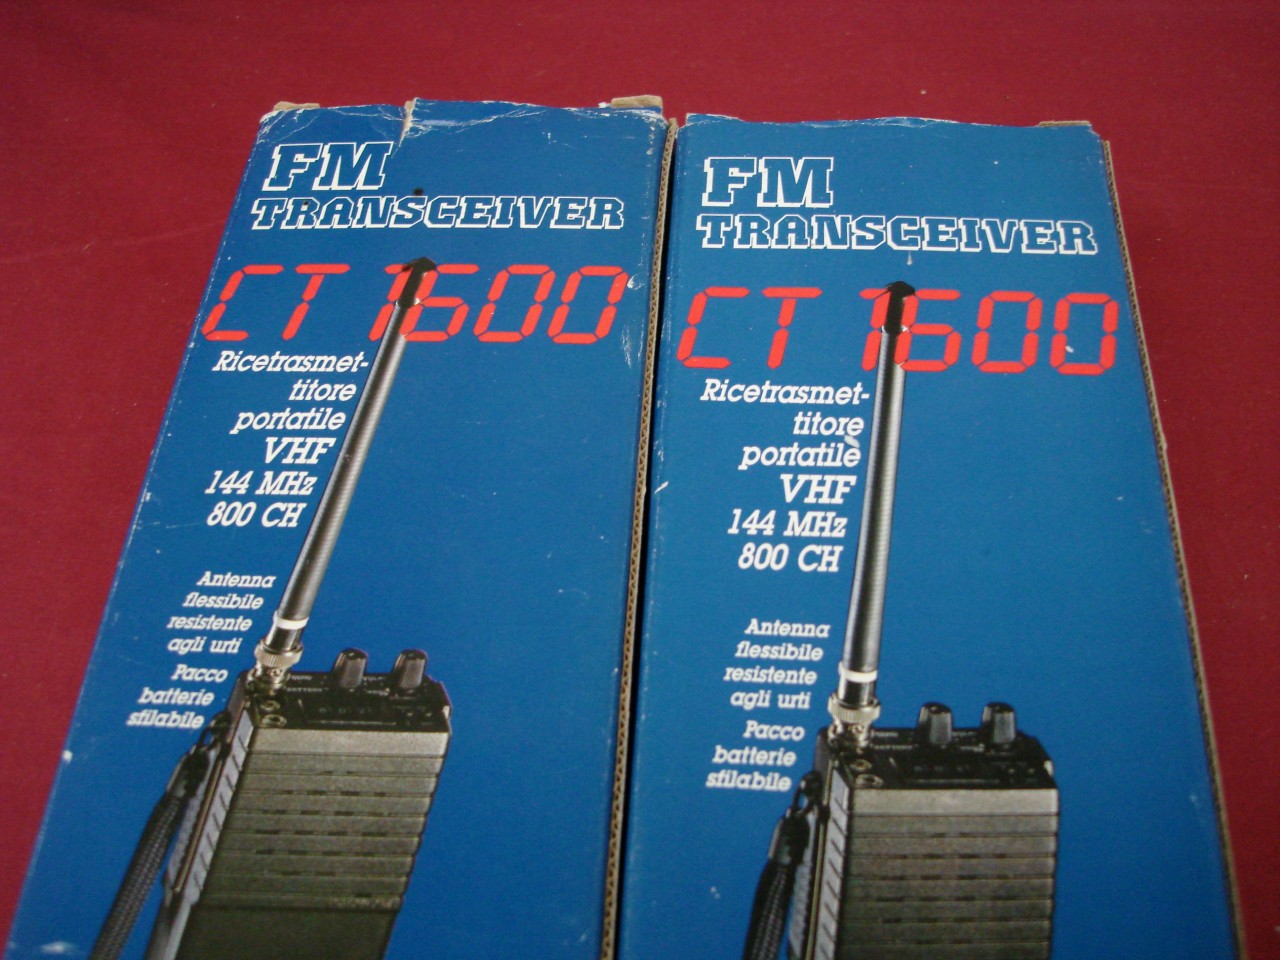 FM
TRANSCEIVER
CT 1600
Ricetrasmet-
titore
portatile
VHF
144 MHz
800 CH
Antenna
flessibile
resistente
agli urti
Pacco
batterie
sfilabile
FM
TRANSCEIVER
CT 1600
Ricetrasmet-
titore
portatile
VHF
144 MHz
800 CH
Antenna
flessibile
resistente
agli urti
Pacco
batterie
sfilabile